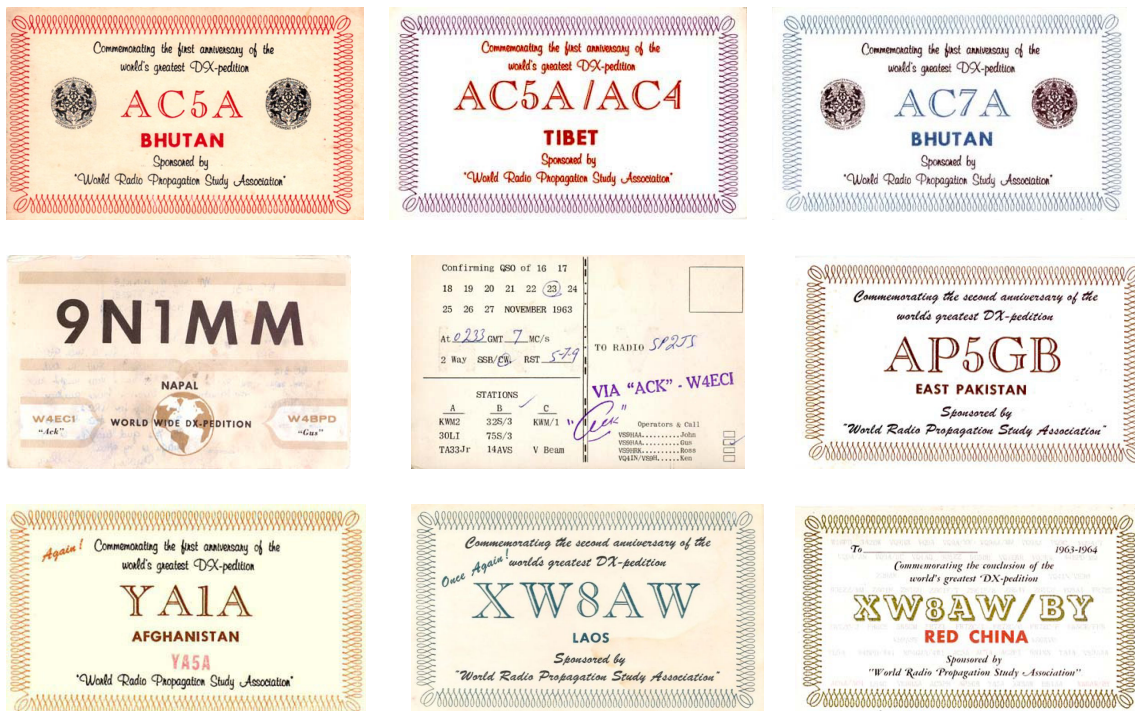 Commemorating the first anniversary of the
world's greatest DX-pedition
AC5A
BHUTAN
Sponsored by
"World Radio Propagation Study Association"
Commemorating the first anniversary of the
world's greatest DX-pedition
AC5A/AC4
TIBET
Sponsored by
"World Radio Propagation Study Association"
Commemorating the first anniversary of the
world's greatest DX-pedition
AC7A
BHUTAN
Sponsored by
"World Radio Propagation Study Association"
9N1MM
NAPAL
WORLD WIDE DX-PEDITION
W4ECI
"Ack"
W4BPD
"Gus"
Confirming QSO of 16 17
18 19 20 21 22 23 24
25 26 27 NOVEMBER 1963
At 0233 GMT 7 MC/s
2 Way SSB/CW. RST 579
STATIONS
A B C
KWM2 32S/3 KWM/1
30L1 75S/3
TA33Jr 14AVS V Beam
TO RADIO SP2JS
VIA "ACK" - W4ECI
Operators & Call
VS9HAA..........John
VS9HAA..........Gus
VS9HRK..........Ross
VQ4IN/VS9H......Ken
Commemorating the second anniversary of the
world's greatest DX-pedition
AP5GB
EAST PAKISTAN
Sponsored by
"World Radio Propagation Study Association"
Again!
Commemorating the first anniversary of the
world's greatest DX-pedition
YA1A
AFGHANISTAN
YA5A
"World Radio Propagation Study Association"
Commemorating the second anniversary of the
Once Again!
world's greatest DX-pedition
XW8AW
LAOS
Sponsored by
"World Radio Propagation Study Association"
To 1963-1964
Commemorating the conclusion of the
world's greatest DX-pedition
XW8AW/BY
RED CHINA
Sponsored by
"World Radio Propagation Study Association"